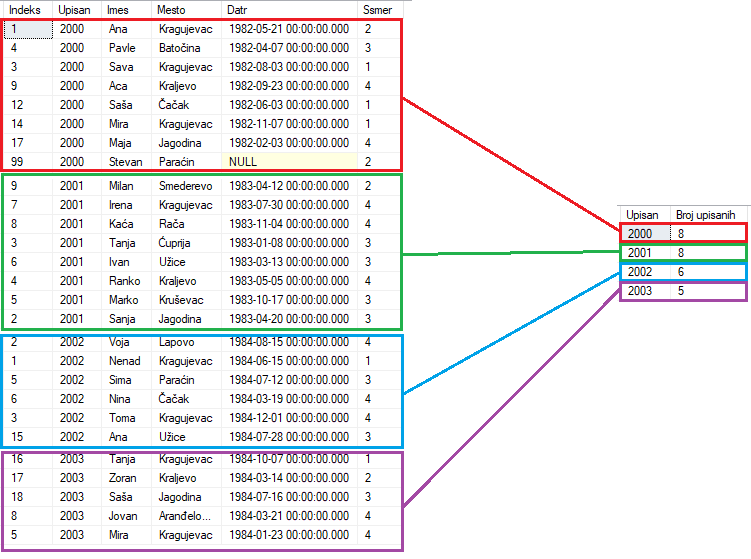 Indeks Upisan Imes Mesto Datr Ssmer
1 2000 Ana Kragujevac 1982-05-21 00:00:00.000 2
4 2000 Pavle Batočina 1982-04-07 00:00:00.000 3
3 2000 Sava Kragujevac 1982-08-03 00:00:00.000 1
9 2000 Aca Kraljevo 1982-09-23 00:00:00.000 4
12 2000 Saša Čačak 1982-06-03 00:00:00.000 1
14 2000 Mira Kragujevac 1982-11-07 00:00:00.000 1
17 2000 Maja Jagodina 1982-02-03 00:00:00.000 4
99 2000 Stevan Paraćin NULL 2
9 2001 Milan Smederevo 1983-04-12 00:00:00.000 2
7 2001 Irena Kragujevac 1983-07-30 00:00:00.000 4
8 2001 Kaća Rača 1983-11-04 00:00:00.000 4
3 2001 Tanja Ćuprija 1983-01-08 00:00:00.000 3
6 2001 Ivan Užice 1983-03-13 00:00:00.000 3
4 2001 Ranko Kraljevo 1983-05-05 00:00:00.000 4
5 2001 Marko Kruševac 1983-10-17 00:00:00.000 3
2 2001 Sanja Jagodina 1983-04-20 00:00:00.000 3
2 2002 Voja Lapovo 1984-08-15 00:00:00.000 4
1 2002 Nenad Kragujevac 1984-06-15 00:00:00.000 1
5 2002 Sima Paraćin 1984-07-12 00:00:00.000 3
6 2002 Nina Čačak 1984-03-19 00:00:00.000 4
3 2002 Toma Kragujevac 1984-12-01 00:00:00.000 4
15 2002 Ana Užice 1984-07-28 00:00:00.000 3
16 2003 Tanja Kragujevac 1984-10-07 00:00:00.000 1
17 2003 Zoran Kraljevo 1984-03-14 00:00:00.000 2
18 2003 Saša Jagodina 1984-07-16 00:00:00.000 3
8 2003 Jovan Aranđelo... 1984-03-21 00:00:00.000 4
5 2003 Mira Kragujevac 1984-01-23 00:00:00.000 4
Upisan Broj upisanih
2000 8
2001 8
2002 6
2003 5